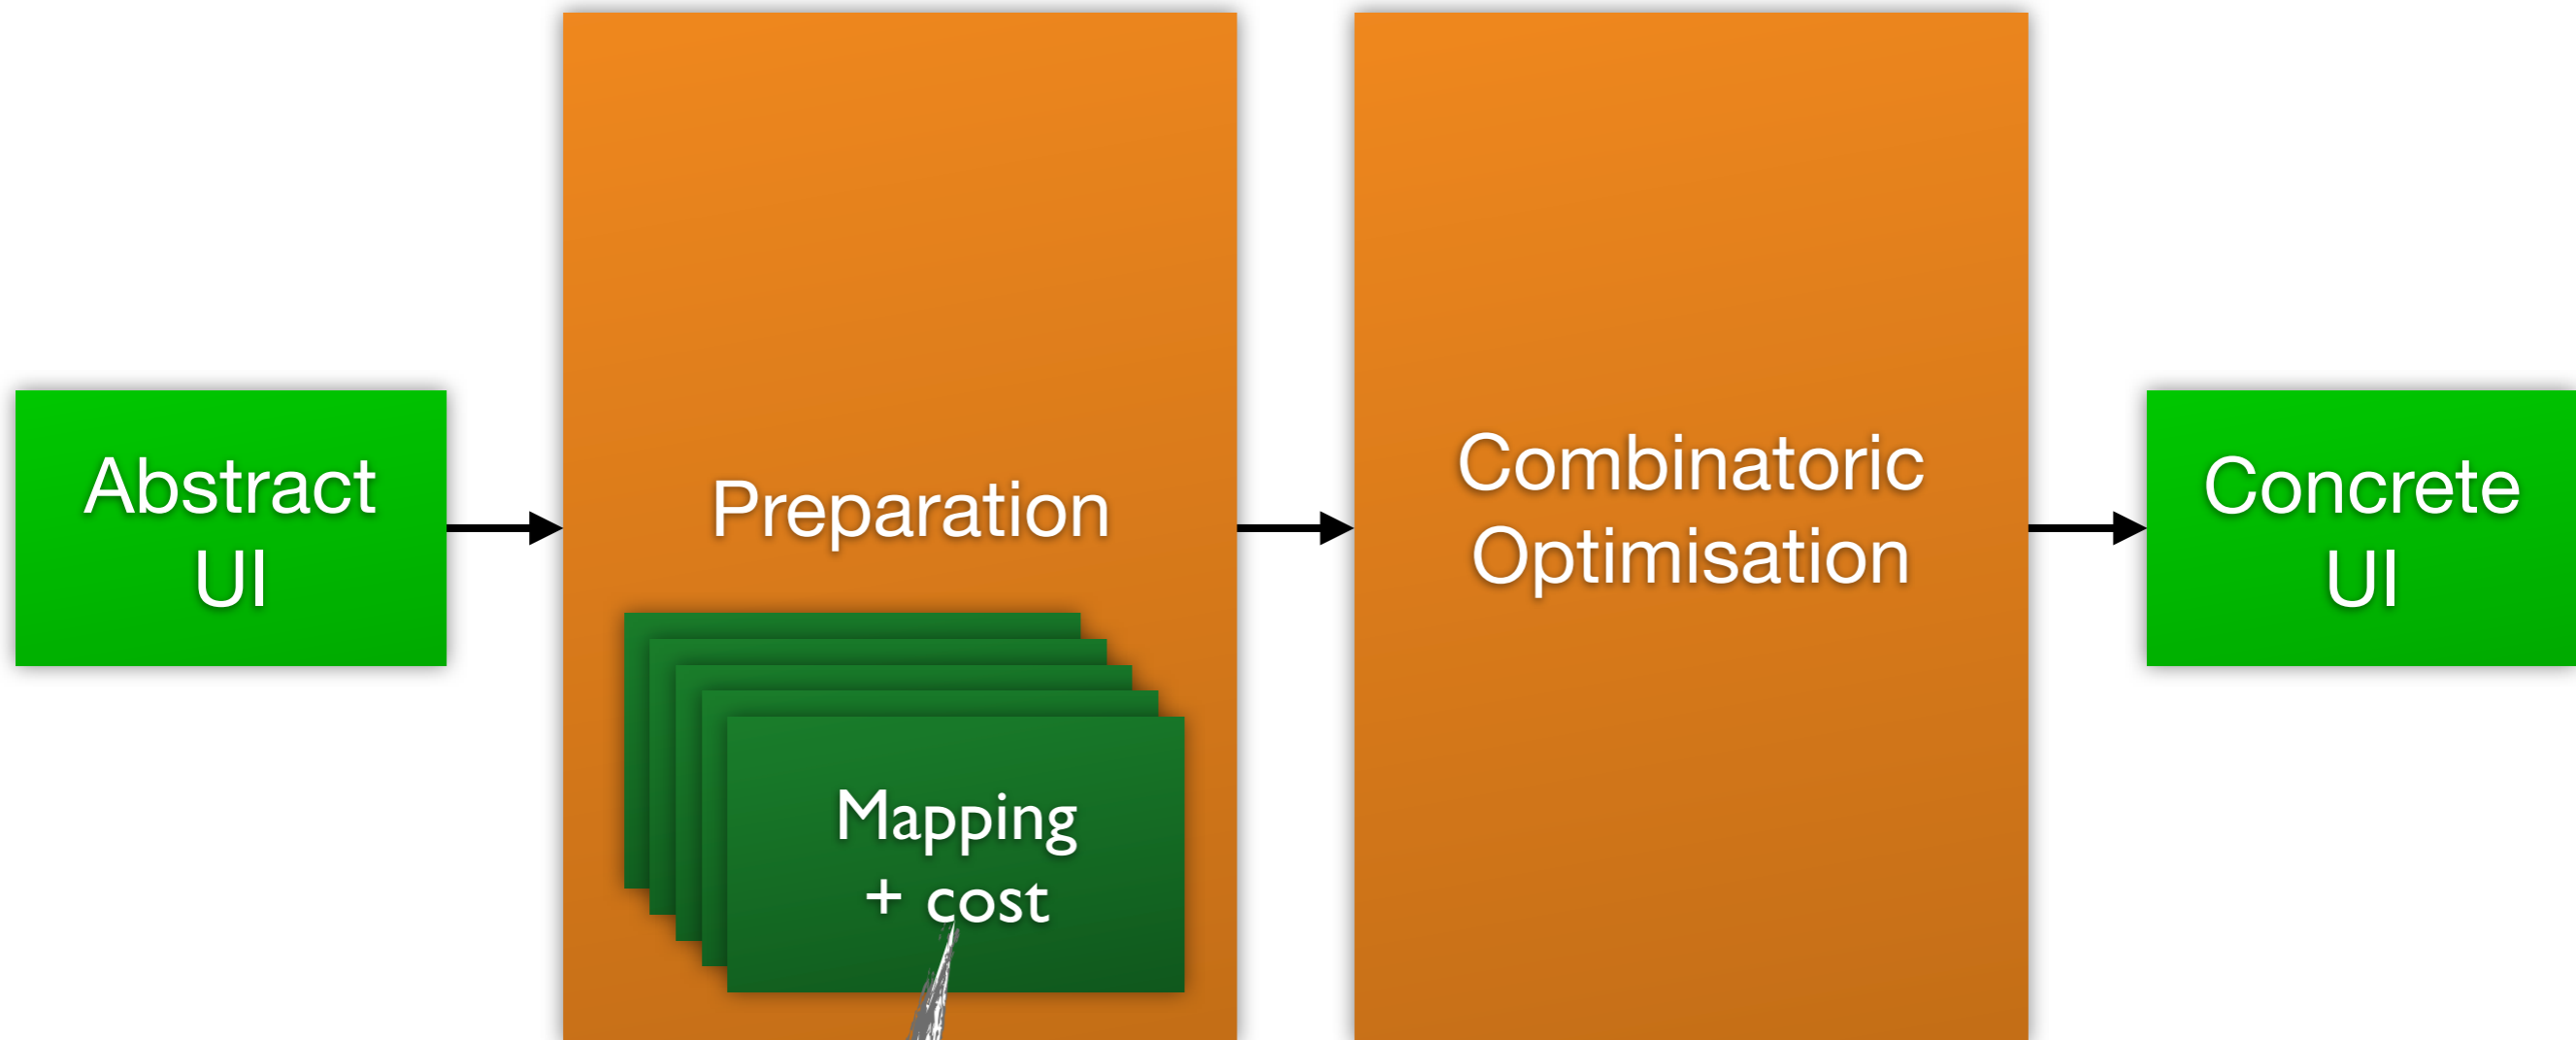 Abstract
UI
Preparation
Mapping
+ cost
Combinatoric
Optimisation
Concrete
UI